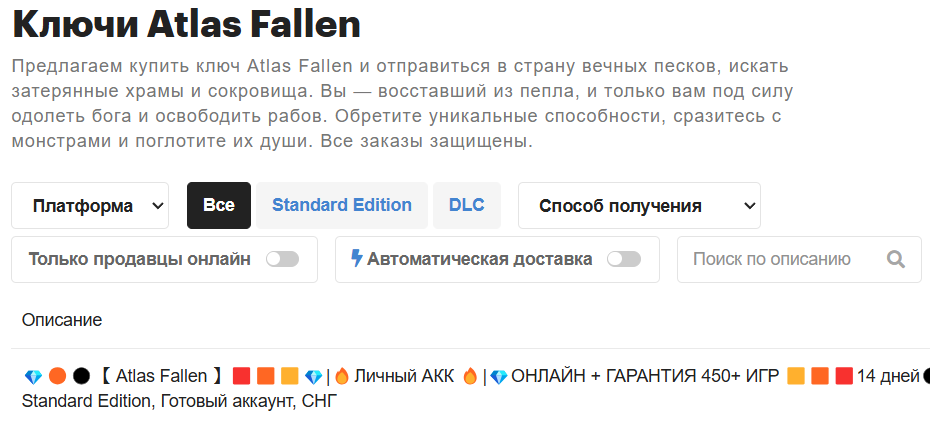 Ключи Atlas Fallen
Предлагаем купить ключ Atlas Fallen и отправиться в страну вечных песков, искать
затерянные храмы и сокровища. Вы — восставший из пепла, и только вам под силу
одолеть бога и освободить рабов. Обретите уникальные способности, сразитесь с
монстрами и поглотите их души. Все заказы защищены.
Платформа Все Standard Edition DLC Способ получения
Только продавцы онлайн Автоматическая доставка Поиск по описанию
Описание
💎🟠⚫【 Atlas Fallen 】🟥🟧🟨💎|🔥Личный АКК 🔥|💎ОНЛАЙН + ГАРАНТИЯ 450+ ИГР 🟨🟧🟥14 дней⚫
Standard Edition, Готовый аккаунт, СНГ